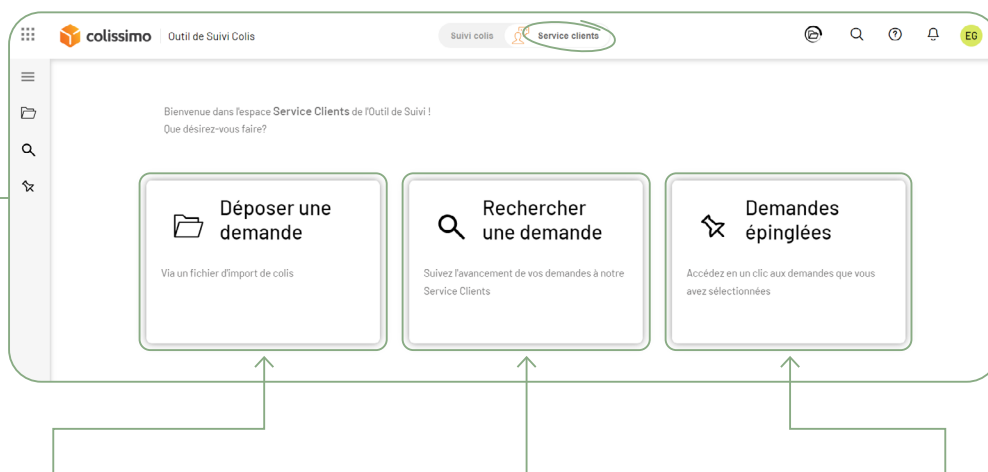 colissimo
Outil de Suivi Colis
Suivi colis
Service clients
EG
Bienvenue dans l'espace Service Clients de l'Outil de Suivi !
Que désirez-vous faire?
Déposer une
demande
Via un fichier d'import de colis
Rechercher
une demande
Suivez l'avancement de vos demandes à notre
Service Clients
Demandes
épinglées
Accédez en un clic aux demandes que vous
avez sélectionnées